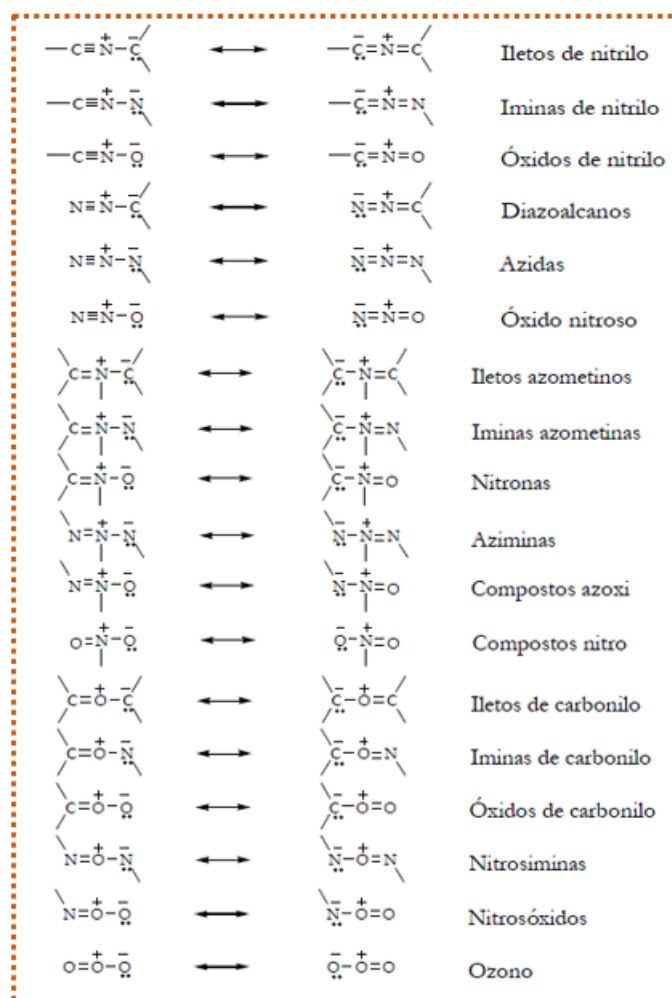 —C≡N⁺—C̤⁻ ⟷ —C̤⁻=N⁺=C Iletos de nitrilo
—C≡N⁺—N̤⁻ ⟷ —C̤⁻=N⁺=N Iminas de nitrilo
—C≡N⁺—O̤⁻ ⟷ —C̤⁻=N⁺=O Óxidos de nitrilo
N≡N⁺—C̤⁻ ⟷ N̤⁻=N⁺=C Diazoalcanos
N≡N⁺—N̤⁻ ⟷ N̤⁻=N⁺=N Azidas
N≡N⁺—O̤⁻ ⟷ N̤⁻=N⁺=O Óxido nitroso
C=N⁺—C̤⁻ ⟷ C̤⁻—N⁺=C Iletos azometinos
C=N⁺—N̤⁻ ⟷ C̤⁻—N⁺=N Iminas azometinas
C=N⁺—O̤⁻ ⟷ C̤⁻—N⁺=O Nitronas
N=N⁺—N̤⁻ ⟷ N̤⁻—N⁺=N Aziminas
N=N⁺—O̤⁻ ⟷ N̤⁻—N⁺=O Compostos azoxi
O=N⁺—O̤⁻ ⟷ O̤⁻—N⁺=O Compostos nitro
C=O⁺—C̤⁻ ⟷ C̤⁻—O⁺=C Iletos de carbonilo
C=O⁺—N̤⁻ ⟷ C̤⁻—O⁺=N Iminas de carbonilo
C=O⁺—O̤⁻ ⟷ C̤⁻—O⁺=O Óxidos de carbonilo
N=O⁺—N̤⁻ ⟷ N̤⁻—O⁺=N Nitrosiminas
N=O⁺—O̤⁻ ⟷ N̤⁻—O⁺=O Nitrosóxidos
O=O⁺—O̤⁻ ⟷ O̤⁻—O⁺=O Ozono